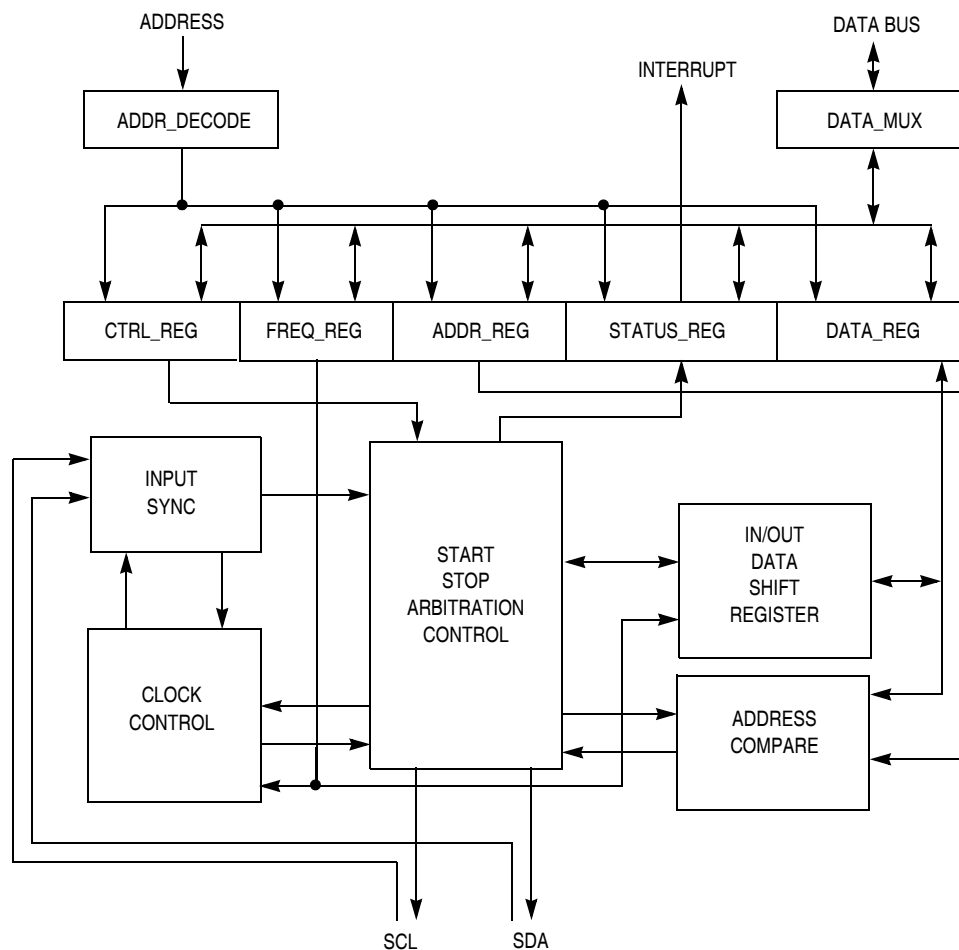 ADDRESS
DATA BUS
INTERRUPT
ADDR_DECODE
DATA_MUX
CTRL_REG
FREQ_REG
ADDR_REG
STATUS_REG
DATA_REG
INPUT
SYNC
START
STOP
ARBITRATION
CONTROL
IN/OUT
DATA
SHIFT
REGISTER
CLOCK
CONTROL
ADDRESS
COMPARE
SCL
SDA